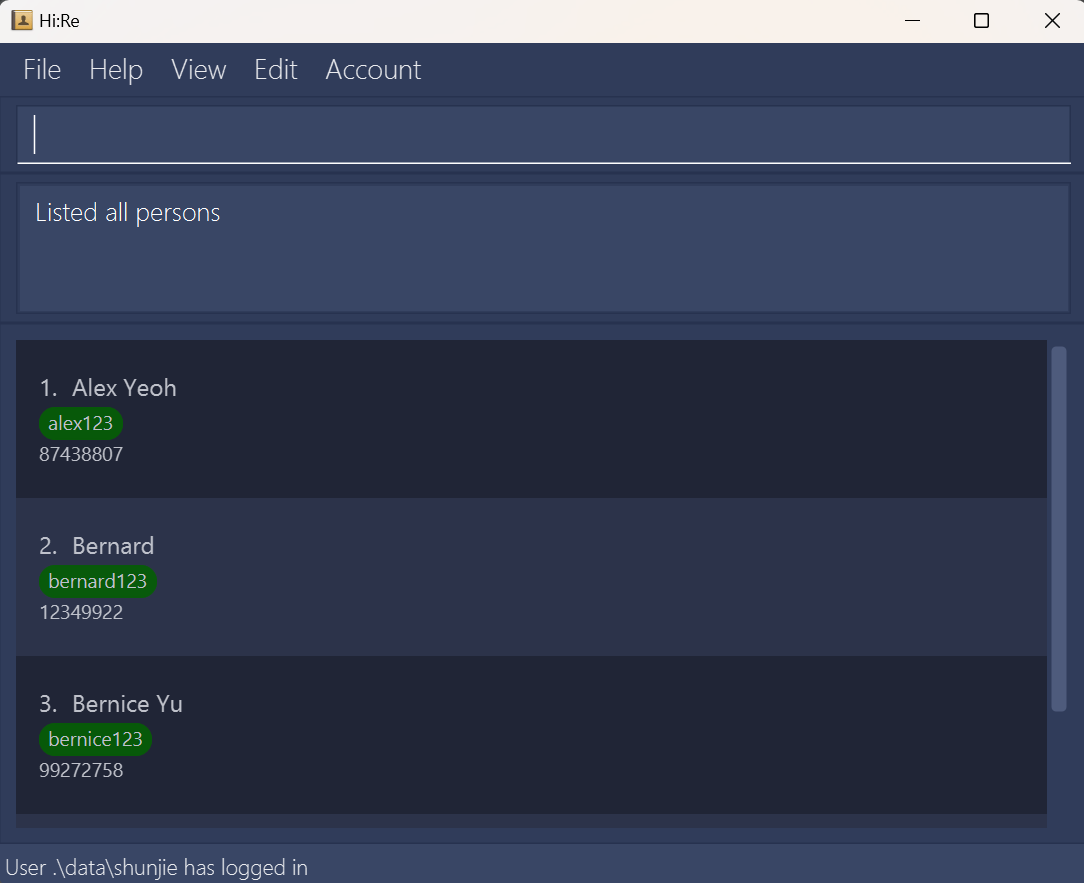 Hi:Re
File Help View Edit Account
Listed all persons
1. Alex Yeoh
alex123
87438807
2. Bernard
bernard123
12349922
3. Bernice Yu
bernice123
99272758
User .\data\shunjie has logged in